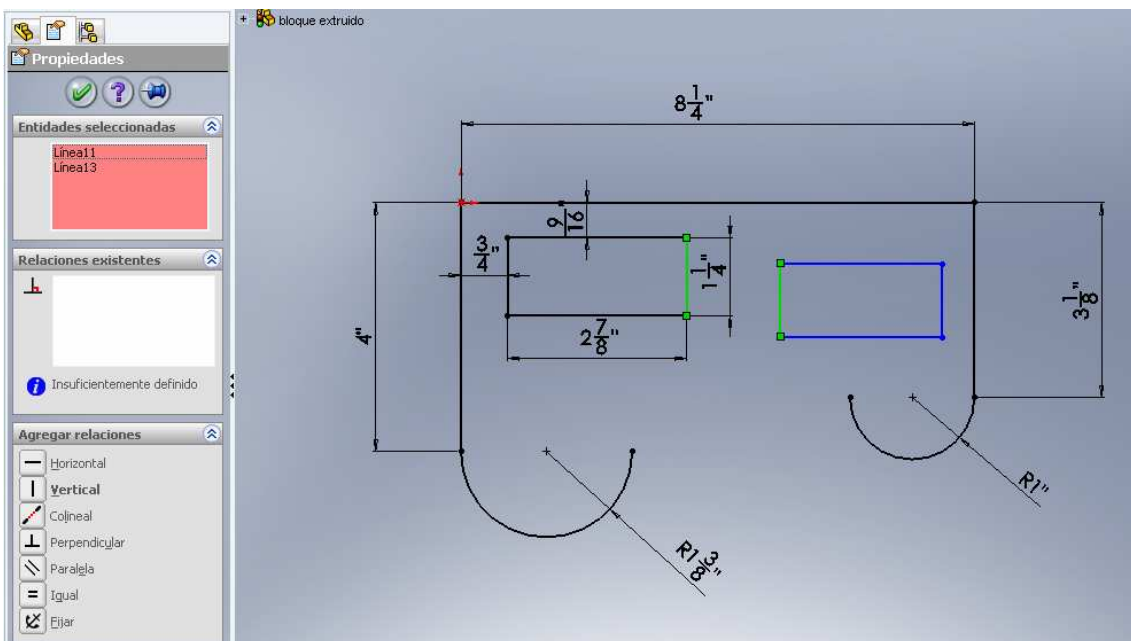 Propiedades
Entidades seleccionadas
Línea11
Línea13
Relaciones existentes
Insuficientemente definido
Agregar relaciones
Horizontal
Vertical
Colineal
Perpendicular
Paralela
Igual
Fijar
bloque extruido
8 1/4"
9/16"
3/4"
1 1/4"
2 7/8"
4"
3 1/8"
R1"
R1 3/8"